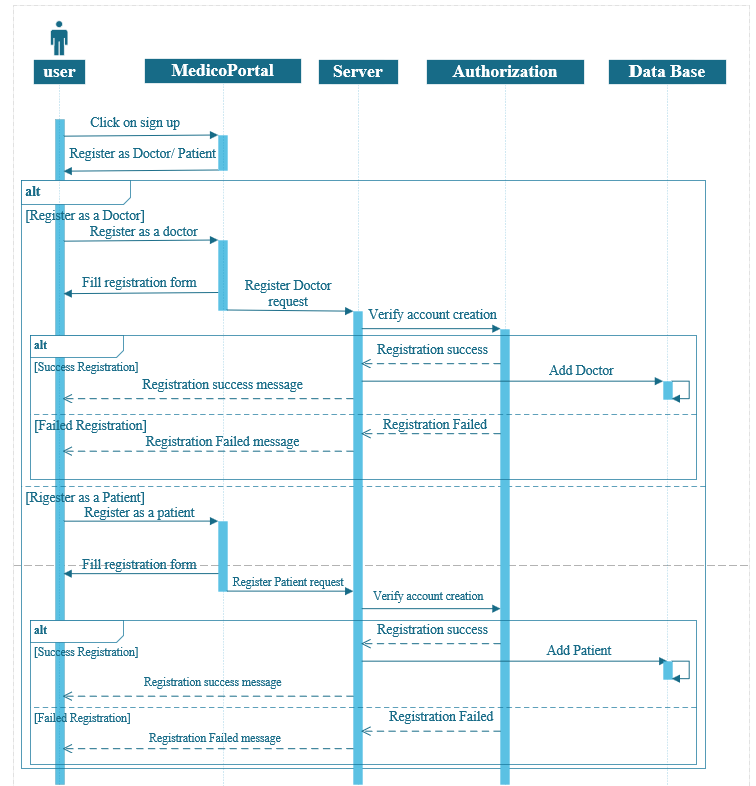 user
MedicoPortal
Server
Authorization
Data Base
Click on sign up
Register as Doctor/ Patient
alt
[Register as a Doctor]
Register as a doctor
Fill registration form
Register Doctor
request
Verify account creation
alt
Registration success
[Success Registration]
Add Doctor
Registration success message
[Failed Registration]
Registration Failed
Registration Failed message
[Rigester as a Patient]
Register as a patient
Fill registration form
Register Patient request
Verify account creation
alt
Registration success
[Success Registration]
Add Patient
Registration success message
[Failed Registration]
Registration Failed
Registration Failed message